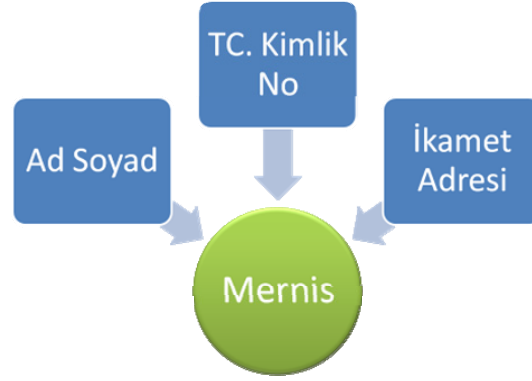 TC. Kimlik
No
Ad Soyad
İkamet
Adresi
Mernis